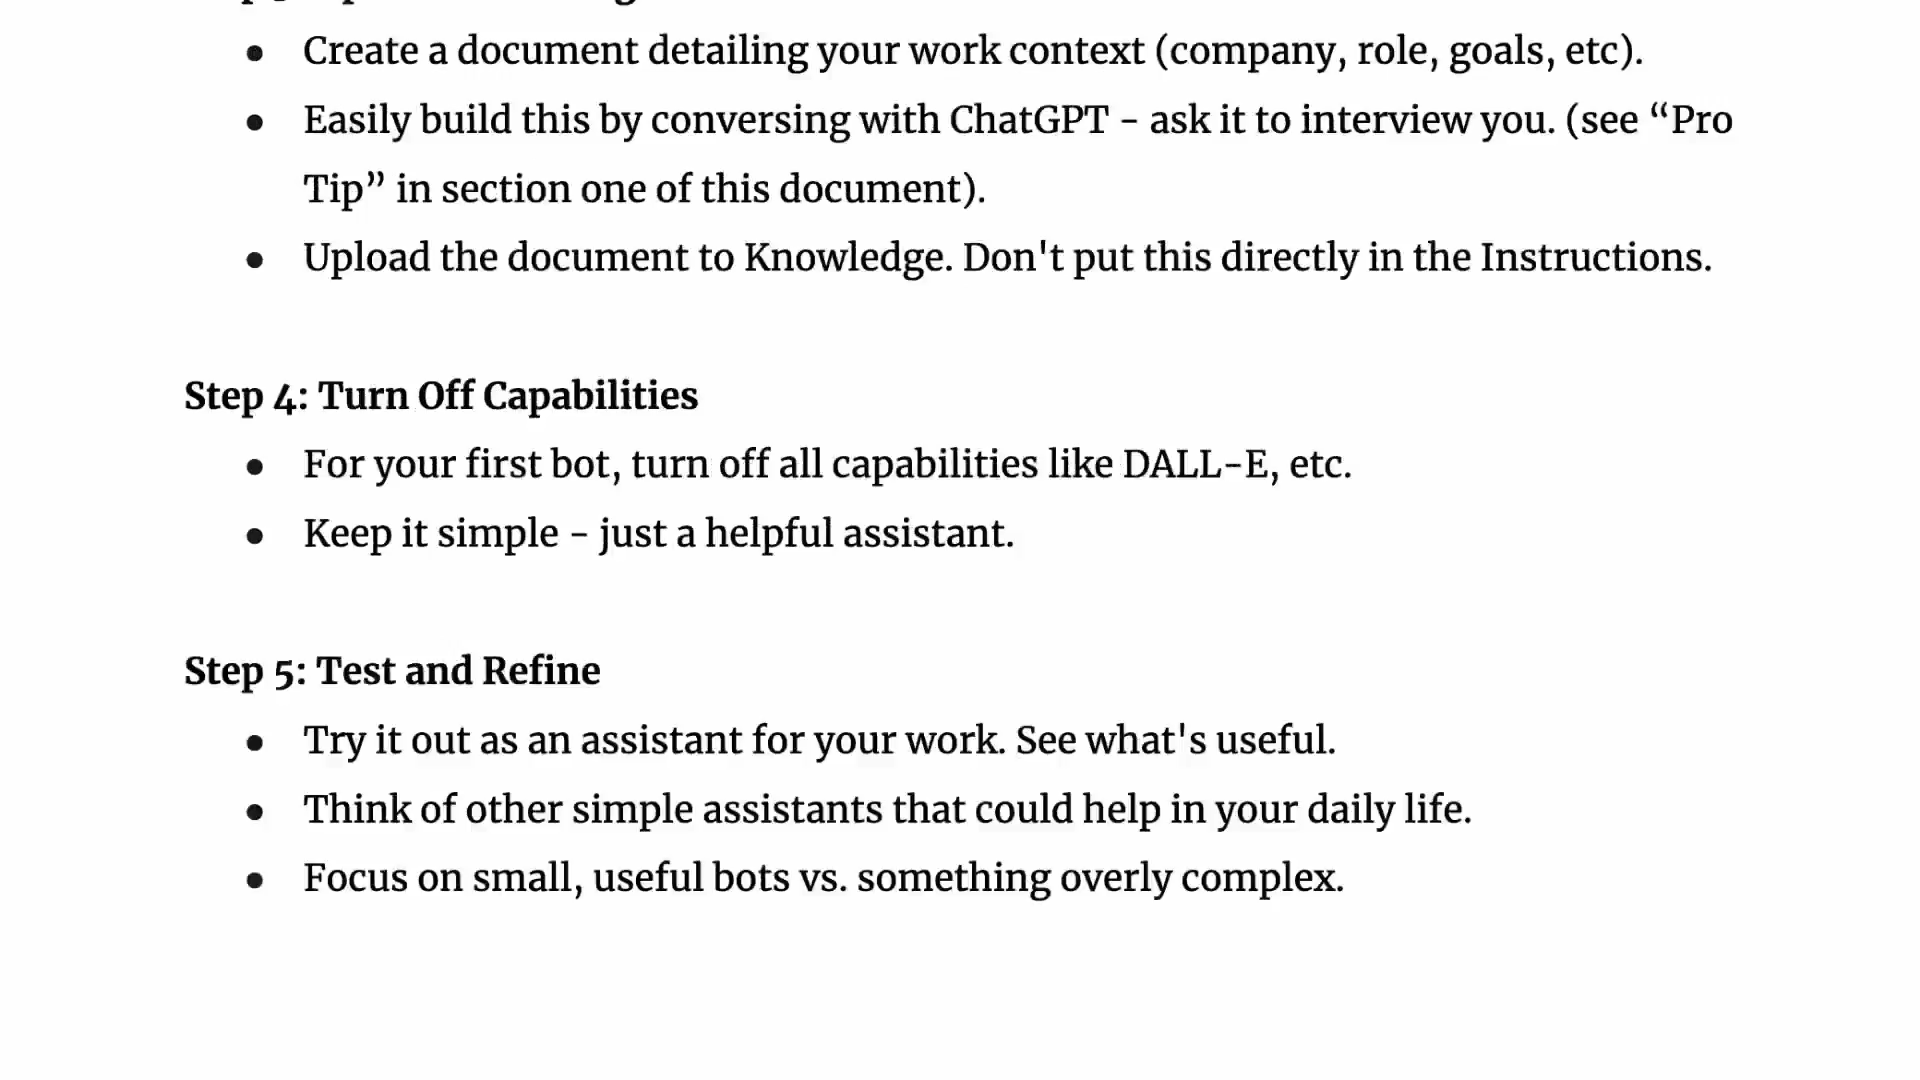 • Create a document detailing your work context (company, role, goals, etc).
• Easily build this by conversing with ChatGPT - ask it to interview you. (see “Pro
Tip” in section one of this document).
• Upload the document to Knowledge. Don't put this directly in the Instructions.
Step 4: Turn Off Capabilities
• For your first bot, turn off all capabilities like DALL-E, etc.
• Keep it simple - just a helpful assistant.
Step 5: Test and Refine
• Try it out as an assistant for your work. See what's useful.
• Think of other simple assistants that could help in your daily life.
• Focus on small, useful bots vs. something overly complex.